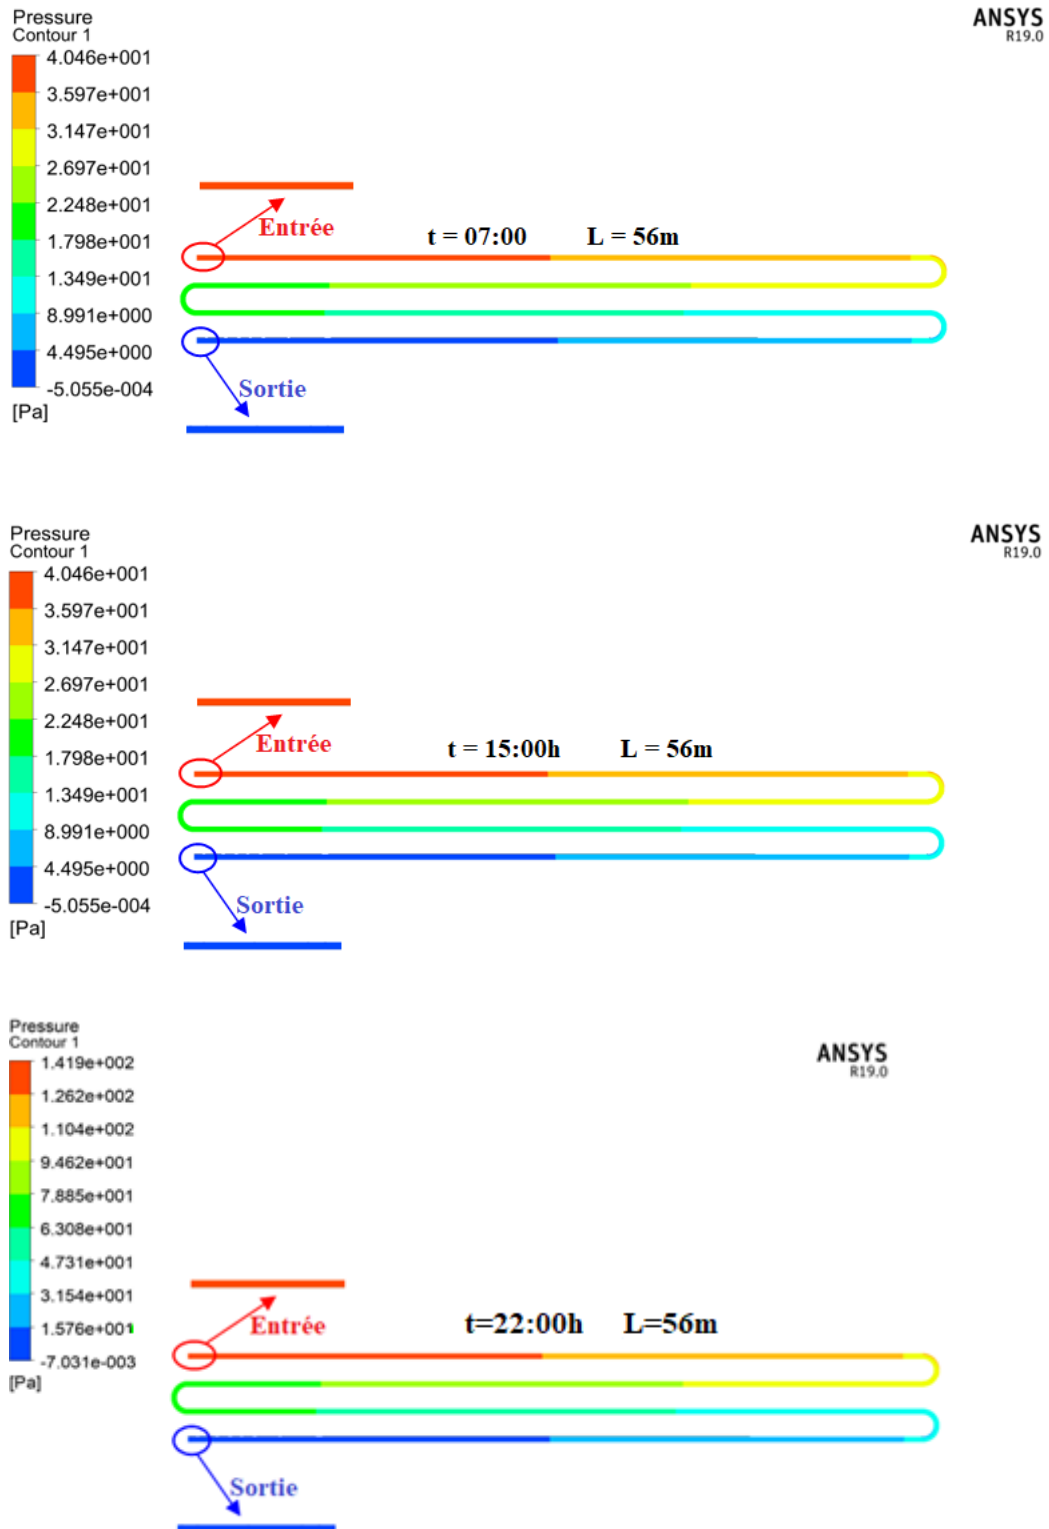 Pressure
Contour 1
ANSYS
R19.0
4.046e+001
3.597e+001
3.147e+001
2.697e+001
2.248e+001
1.798e+001
1.349e+001
8.991e+000
4.495e+000
-5.055e-004
[Pa]
Entrée
t = 07:00 L = 56m
Sortie
Pressure
Contour 1
ANSYS
R19.0
4.046e+001
3.597e+001
3.147e+001
2.697e+001
2.248e+001
1.798e+001
1.349e+001
8.991e+000
4.495e+000
-5.055e-004
[Pa]
Entrée
t = 15:00h L = 56m
Sortie
Pressure
Contour 1
ANSYS
R19.0
1.419e+002
1.262e+002
1.104e+002
9.462e+001
7.885e+001
6.308e+001
4.731e+001
3.154e+001
1.576e+001
-7.031e-003
[Pa]
Entrée
t=22:00h L=56m
Sortie